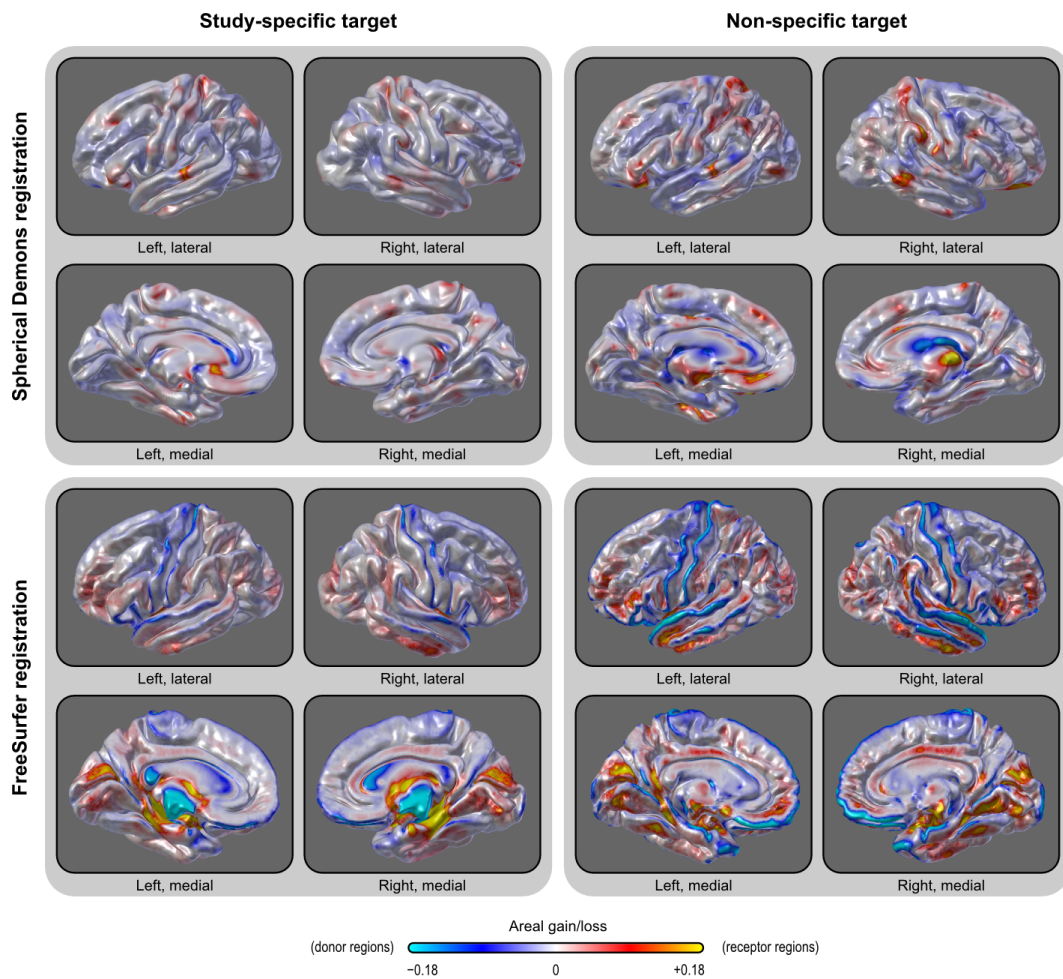 Study-specific target
Non-specific target
Spherical Demons registration
Left, lateral
Right, lateral
Left, lateral
Right, lateral
Left, medial
Right, medial
Left, medial
Right, medial
FreeSurfer registration
Left, lateral
Right, lateral
Left, lateral
Right, lateral
Left, medial
Right, medial
Left, medial
Right, medial
Areal gain/loss
(donor regions)
(receptor regions)
−0.18
0
+0.18